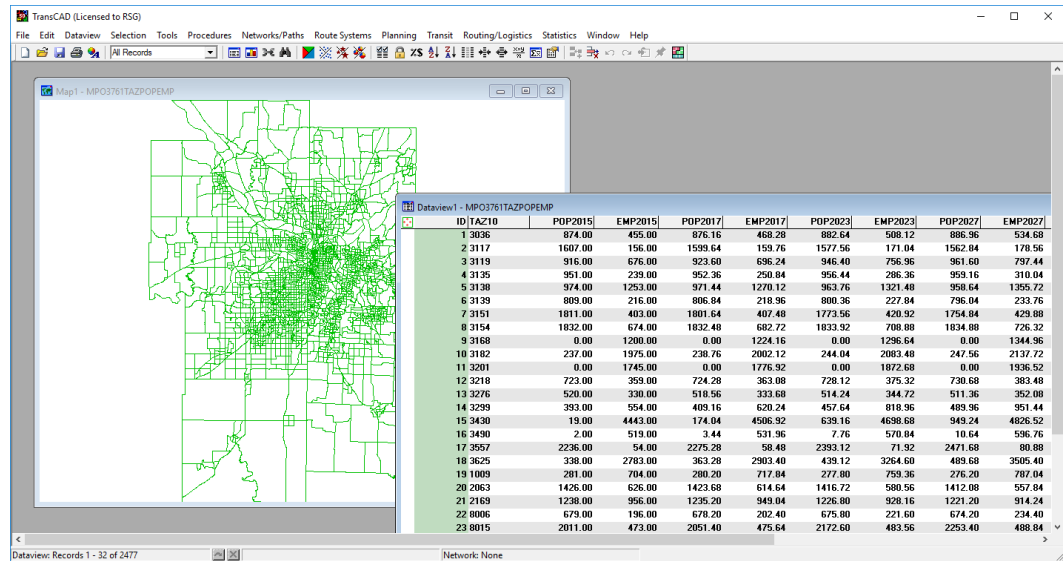 TransCAD (Licensed to RSG)
File Edit Dataview Selection Tools Procedures Networks/Paths Route Systems Planning Transit Routing/Logistics Statistics Window Help
All Records
Map1 - MPO3761TAZPOPEMP
Dataview1 - MPO3761TAZPOPEMP
ID TAZ10 POP2015 EMP2015 POP2017 EMP2017 POP2023 EMP2023 POP2027 EMP2027
1 3036 874.00 455.00 876.16 468.28 882.64 508.12 886.96 534.68
2 3117 1607.00 156.00 1599.64 159.76 1577.56 171.04 1562.84 178.56
3 3119 916.00 676.00 923.60 696.24 946.40 756.96 961.60 797.44
4 3135 951.00 239.00 952.36 250.84 956.44 286.36 959.16 310.04
5 3138 974.00 1253.00 971.44 1270.12 963.76 1321.48 958.64 1355.72
6 3139 809.00 216.00 806.84 218.96 800.36 227.84 796.04 233.76
7 3151 1811.00 403.00 1801.64 407.48 1773.56 420.92 1754.84 429.88
8 3154 1832.00 674.00 1832.48 682.72 1833.92 708.88 1834.88 726.32
9 3168 0.00 1200.00 0.00 1224.16 0.00 1296.64 0.00 1344.96
10 3182 237.00 1975.00 238.76 2002.12 244.04 2083.48 247.56 2137.72
11 3201 0.00 1745.00 0.00 1776.92 0.00 1872.68 0.00 1936.52
12 3218 723.00 359.00 724.28 363.08 728.12 375.32 730.68 383.48
13 3276 520.00 330.00 518.56 333.68 514.24 344.72 511.36 352.08
14 3299 393.00 554.00 409.16 620.24 457.64 818.96 489.96 951.44
15 3430 19.00 4443.00 174.04 4506.92 639.16 4698.68 949.24 4826.52
16 3490 2.00 519.00 3.44 531.96 7.76 570.84 10.64 596.76
17 3557 2236.00 54.00 2275.28 58.48 2393.12 71.92 2471.68 80.88
18 3625 338.00 2783.00 363.28 2903.40 439.12 3264.60 489.68 3505.40
19 1009 281.00 704.00 280.20 717.84 277.80 759.36 276.20 787.04
20 2063 1426.00 626.00 1423.68 614.64 1416.72 580.56 1412.08 557.84
21 2169 1238.00 956.00 1235.20 949.04 1226.80 928.16 1221.20 914.24
22 8006 679.00 196.00 678.20 202.40 675.80 221.60 674.20 234.40
23 8015 2011.00 473.00 2051.40 475.64 2172.60 483.56 2253.40 488.84
Dataview: Records 1 - 32 of 2477
Network: None